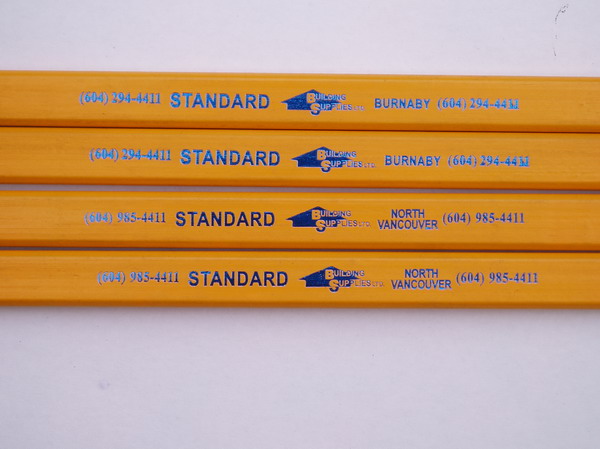 (604) 294-4411 STANDARD BUILDING SUPPLIES LTD. BURNABY (604) 294-4411
(604) 294-4411 STANDARD BUILDING SUPPLIES LTD. BURNABY (604) 294-4411
(604) 985-4411 STANDARD BUILDING SUPPLIES LTD. NORTH VANCOUVER (604) 985-4411
(604) 985-4411 STANDARD BUILDING SUPPLIES LTD. NORTH VANCOUVER (604) 985-4411